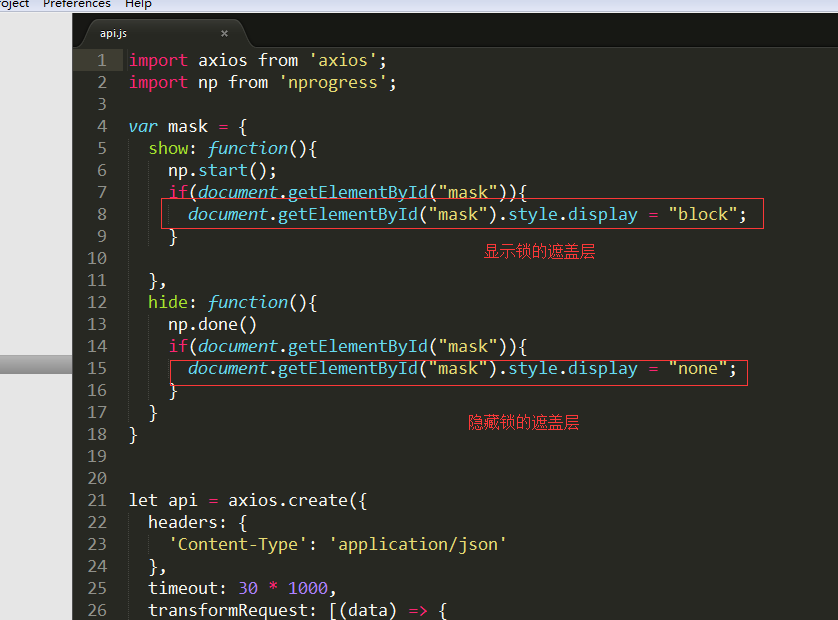 Preferences Help
api.js ×
1 import axios from 'axios';
2 import np from 'nprogress';
3
4 var mask = {
5 show: function(){
6 np.start();
7 if(document.getElementById("mask")){
8 document.getElementById("mask").style.display = "block";
9 }
显示锁的遮盖层
10
11 },
12 hide: function(){
13 np.done()
14 if(document.getElementById("mask")){
15 document.getElementById("mask").style.display = "none";
16 }
17 }
隐藏锁的遮盖层
18 }
19
20
21 let api = axios.create({
22 headers: {
23 'Content-Type': 'application/json'
24 },
25 timeout: 30 * 1000,
26 transformRequest: [(data) => {